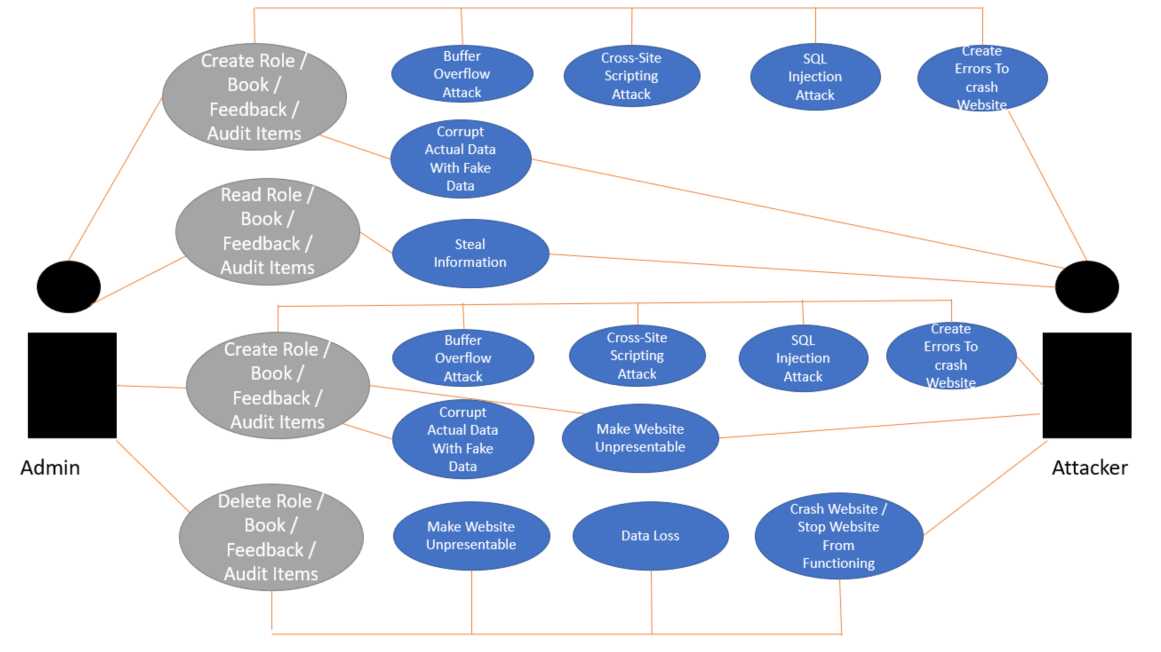 Create Role /
Book /
Feedback /
Audit Items
Buffer
Overflow
Attack
Cross-Site
Scripting
Attack
SQL
Injection
Attack
Create
Errors To
crash
Website
Corrupt
Actual Data
With Fake
Data
Read Role /
Book /
Feedback /
Audit Items
Steal
Information
Create Role /
Book /
Feedback /
Audit Items
Buffer
Overflow
Attack
Cross-Site
Scripting
Attack
SQL
Injection
Attack
Create
Errors To
crash
Website
Corrupt
Actual Data
With Fake
Data
Make Website
Unpresentable
Admin
Attacker
Delete Role /
Book /
Feedback /
Audit Items
Make Website
Unpresentable
Data Loss
Crash Website /
Stop Website
From
Functioning